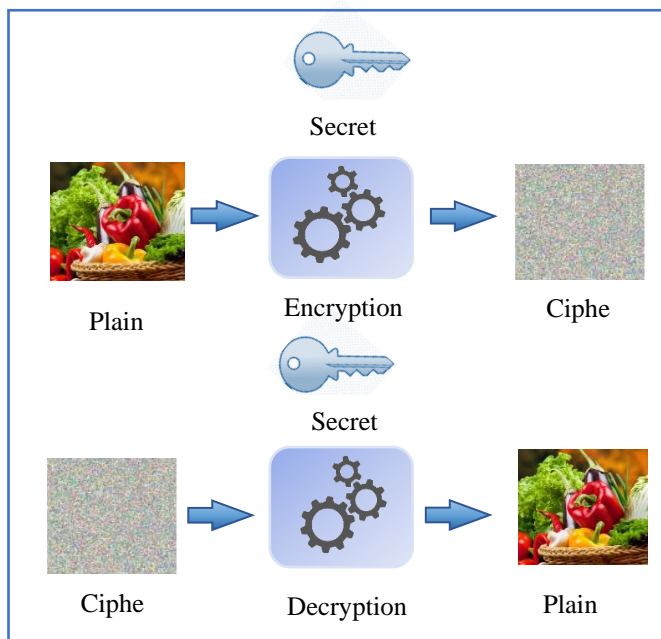 Secret
Plain
Encryption
Ciphe
Secret
Ciphe
Decryption
Plain